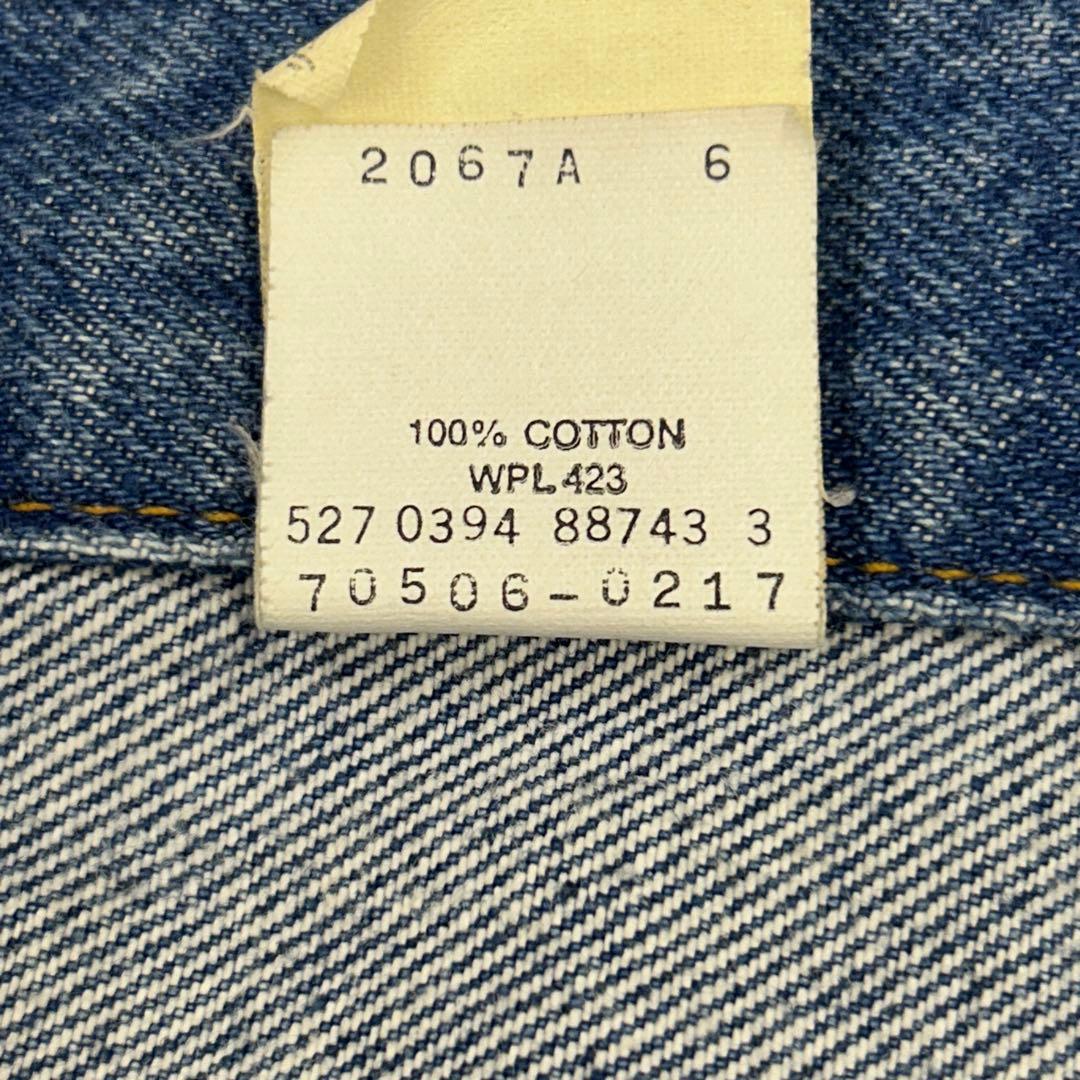 2067A 6
100% COTTON
WPL 423
527 0394 88743 3
70506-0217